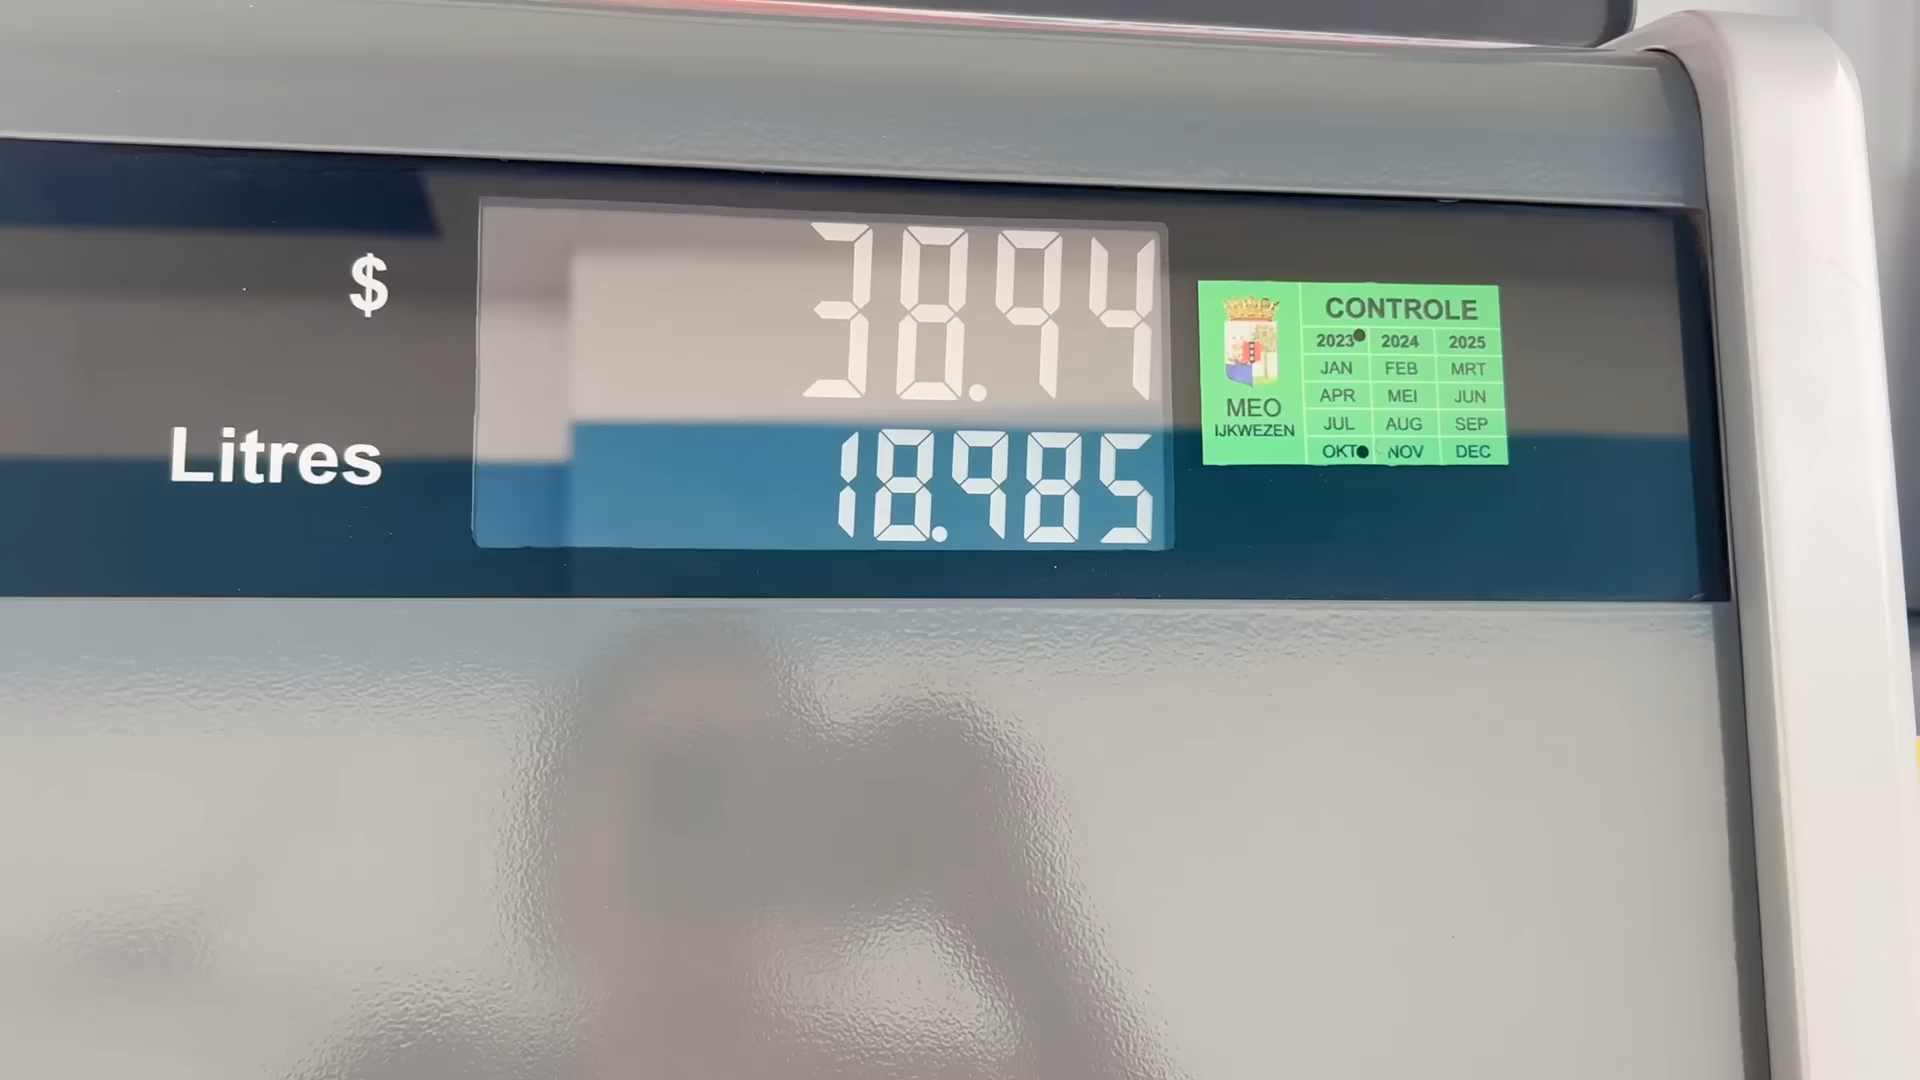 $ 38.94
Litres 18.985
CONTROLE
2023 2024 2025
JAN FEB MRT
APR MEI JUN
JUL AUG SEP
OKT NOV DEC
MEO
IJKWEZEN